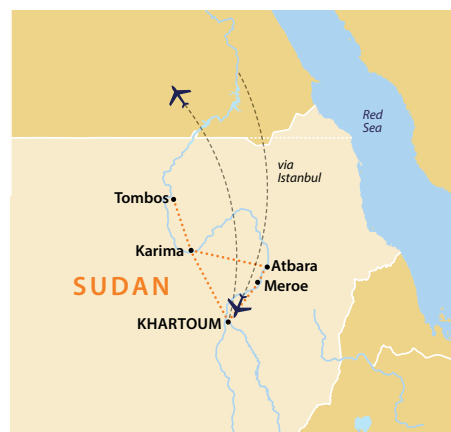 Red
Sea
via
Istanbul
Tombos
Karima
Atbara
SUDAN
Meroe
KHARTOUM